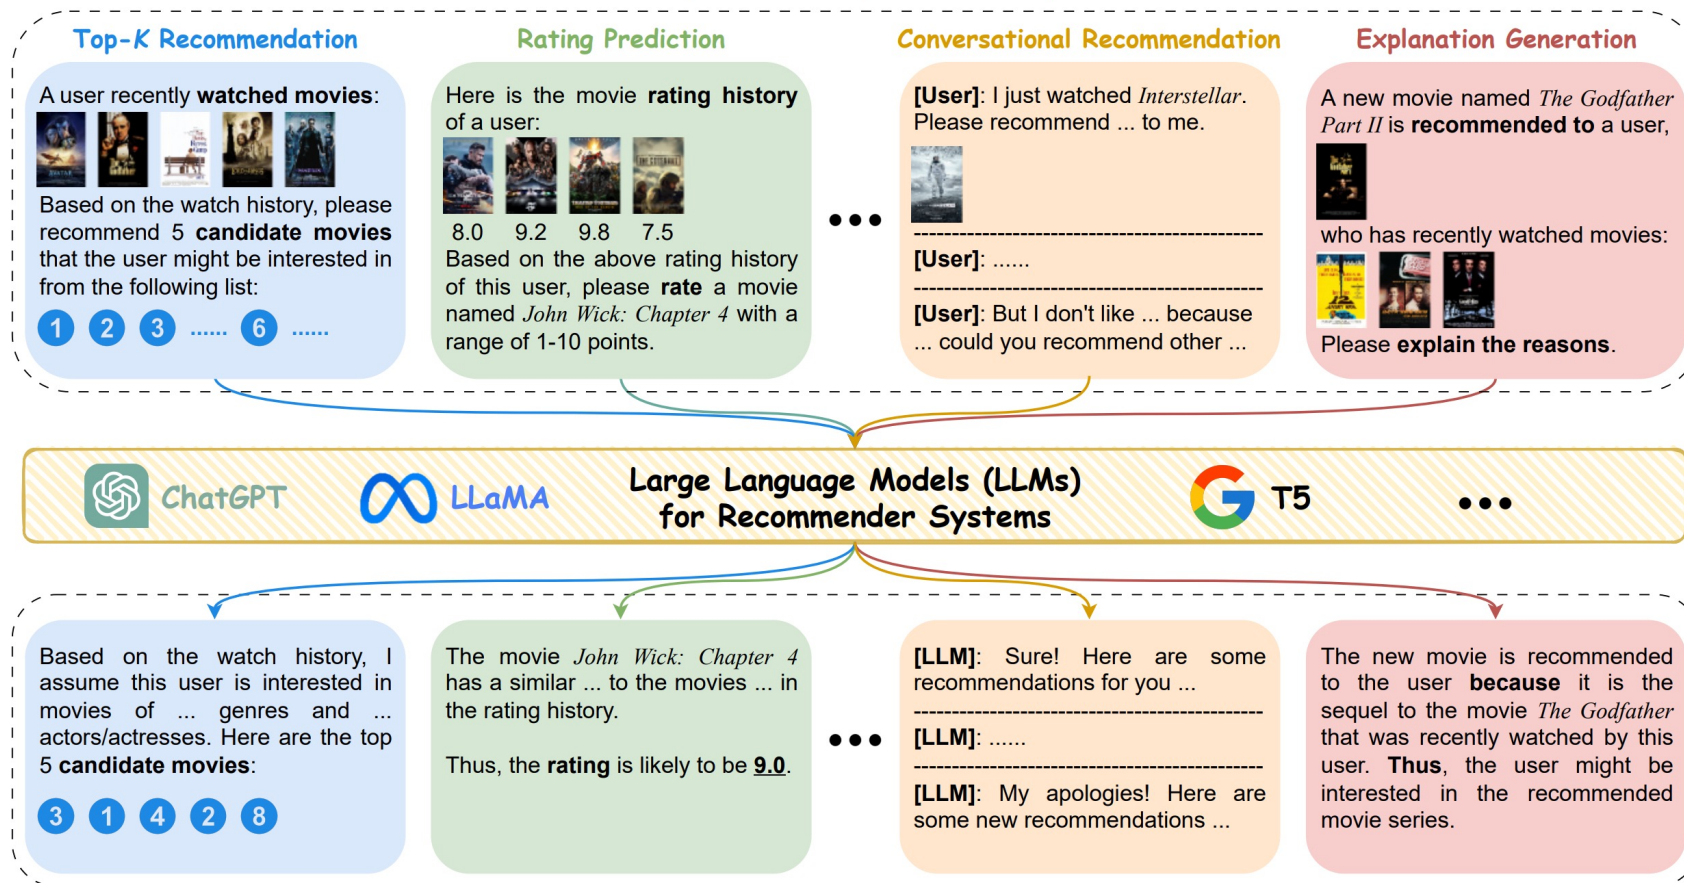 Top-K Recommendation
A user recently watched movies:
Based on the watch history, please
recommend 5 candidate movies
that the user might be interested in
from the following list:
1 2 3 ...... 6 ......
Rating Prediction
Here is the movie rating history
of a user:
8.0 9.2 9.8 7.5
Based on the above rating history
of this user, please rate a movie
named John Wick: Chapter 4 with a
range of 1-10 points.
Conversational Recommendation
[User]: I just watched Interstellar.
Please recommend ... to me.
[User]: ......
[User]: But I don't like ... because
... could you recommend other ...
Explanation Generation
A new movie named The Godfather
Part II is recommended to a user,
who has recently watched movies:
Please explain the reasons.
ChatGPT
LLaMA
Large Language Models (LLMs)
for Recommender Systems
T5
Based on the watch history, I
assume this user is interested in
movies of ... genres and ...
actors/actresses. Here are the top
5 candidate movies:
3 1 4 2 8
The movie John Wick: Chapter 4
has a similar ... to the movies ... in
the rating history.
Thus, the rating is likely to be 9.0.
[LLM]: Sure! Here are some
recommendations for you ...
[LLM]: ......
[LLM]: My apologies! Here are
some new recommendations ...
The new movie is recommended
to the user because it is the
sequel to the movie The Godfather
that was recently watched by this
user. Thus, the user might be
interested in the recommended
movie series.